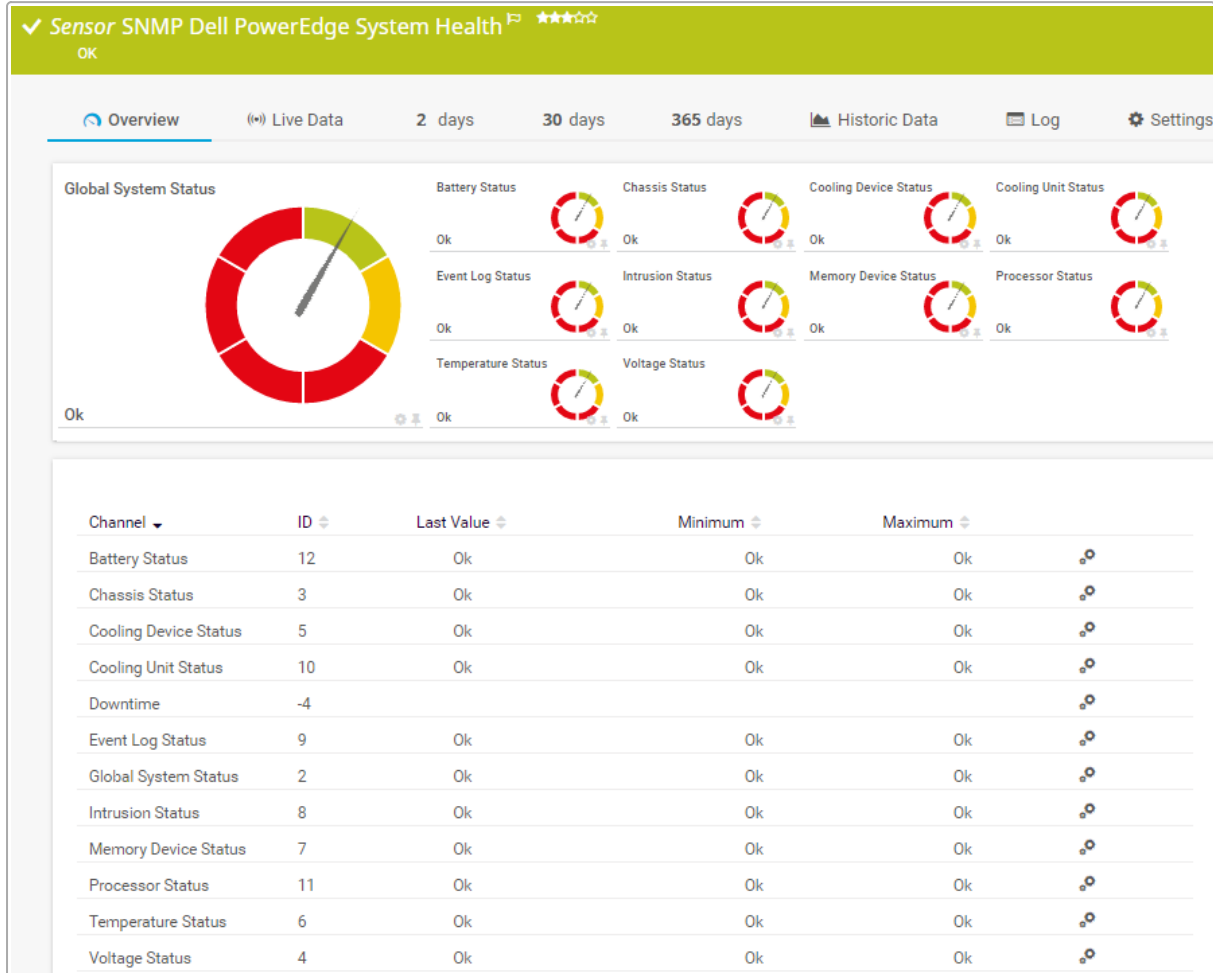 Sensor SNMP Dell PowerEdge System Health
OK
Overview Live Data 2 days 30 days 365 days Historic Data Log Settings
Global System Status
Ok
Battery Status
Ok
Chassis Status
Ok
Cooling Device Status
Ok
Cooling Unit Status
Ok
Event Log Status
Ok
Intrusion Status
Ok
Memory Device Status
Ok
Processor Status
Ok
Temperature Status
Ok
Voltage Status
Ok
Channel ID Last Value Minimum Maximum
Battery Status 12 Ok Ok Ok
Chassis Status 3 Ok Ok Ok
Cooling Device Status 5 Ok Ok Ok
Cooling Unit Status 10 Ok Ok Ok
Downtime -4
Event Log Status 9 Ok Ok Ok
Global System Status 2 Ok Ok Ok
Intrusion Status 8 Ok Ok Ok
Memory Device Status 7 Ok Ok Ok
Processor Status 11 Ok Ok Ok
Temperature Status 6 Ok Ok Ok
Voltage Status 4 Ok Ok Ok